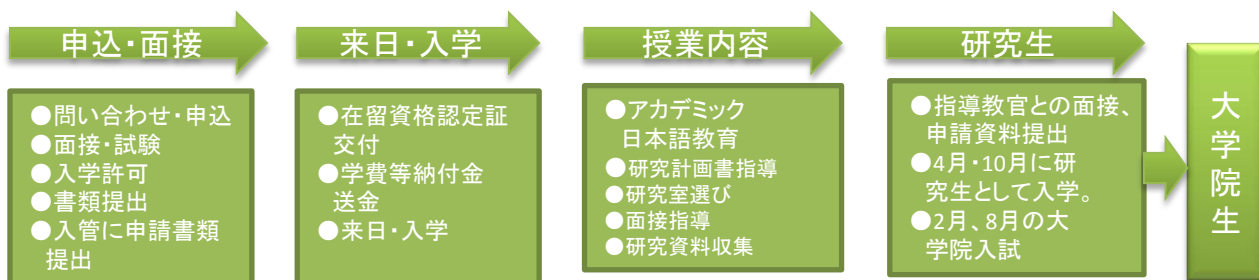 申込・面接
●問い合わせ・申込
●面接・試験
●入学許可
●書類提出
●入管に申請書類
提出
来日・入学
●在留資格認定証
交付
●学費等納付金
送金
●来日・入学
授業内容
●アカデミック
日本語教育
●研究計画書指導
●研究室選び
●面接指導
●研究資料収集
研究生
●指導教官との面接、
申請資料提出
●4月・10月に研
究生として入学。
●2月、8月の大
学院入試
大学院生